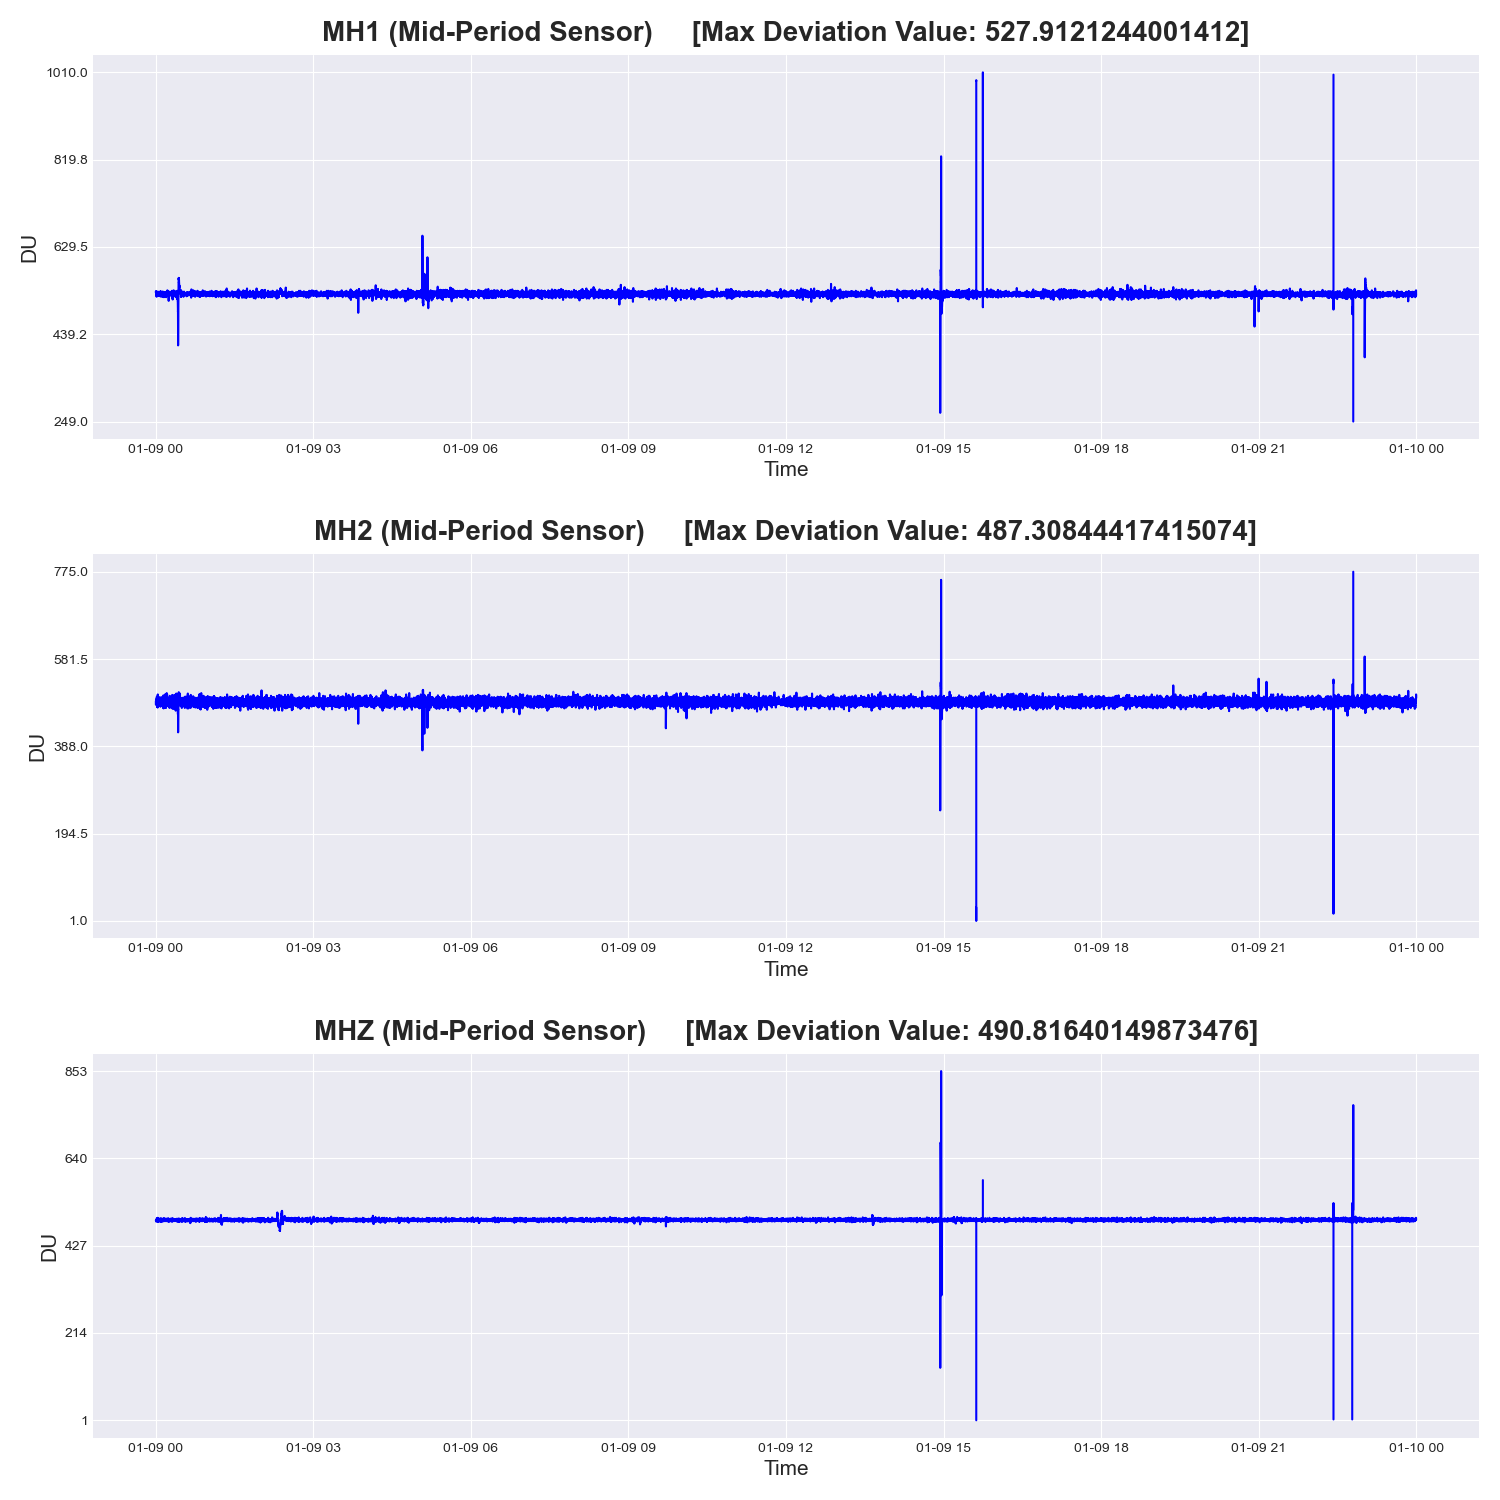 MH1 (Mid-Period Sensor) [Max Deviation Value: 527.9121244001412]
1010.0
819.8
629.5
439.2
249.0
DU
01-09 00 01-09 03 01-09 06 01-09 09 01-09 12 01-09 15 01-09 18 01-09 21 01-10 00
Time
MH2 (Mid-Period Sensor) [Max Deviation Value: 487.30844417415074]
775.0
581.5
388.0
194.5
1.0
DU
01-09 00 01-09 03 01-09 06 01-09 09 01-09 12 01-09 15 01-09 18 01-09 21 01-10 00
Time
MHZ (Mid-Period Sensor) [Max Deviation Value: 490.81640149873476]
853
640
427
214
1
DU
01-09 00 01-09 03 01-09 06 01-09 09 01-09 12 01-09 15 01-09 18 01-09 21 01-10 00
Time